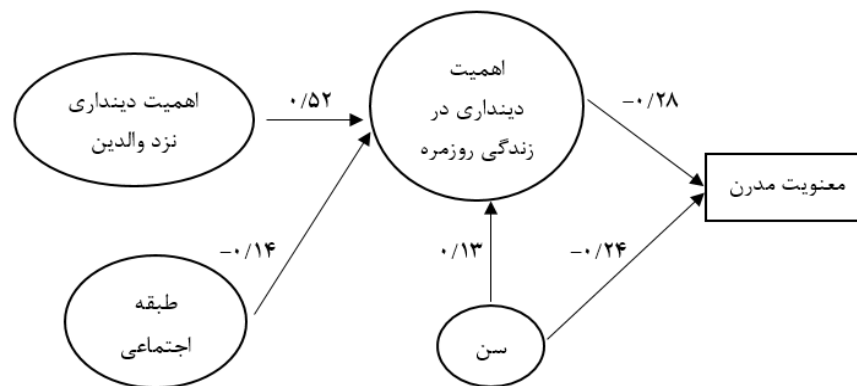 اهمیت
دینداری در
زندگی روزمره
اهمیت دینداری
نزد والدین
۰/۵۲
-۰/۲۸
معنویت مدرن
-۰/۱۴
۰/۱۳
-۰/۲۴
طبقه
اجتماعی
سن